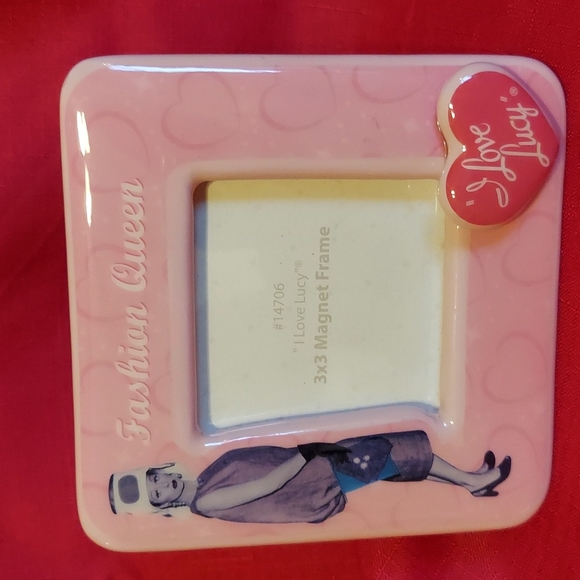 Fashion Queen
#14706
"I Love Lucy"®
3x3 Magnet Frame
"I Love
Lucy"®